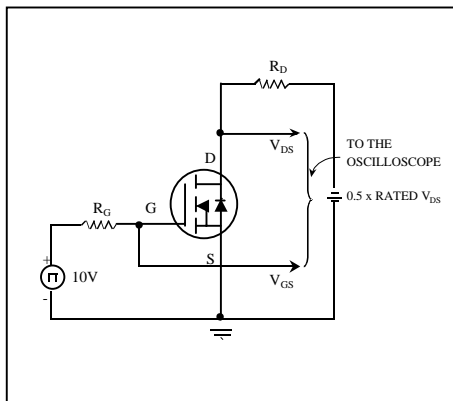 R_D
V_DS
TO THE
OSCILLOSCOPE
D
R_G
G
0.5 x RATED V_DS
S
+
10V
-
V_GS